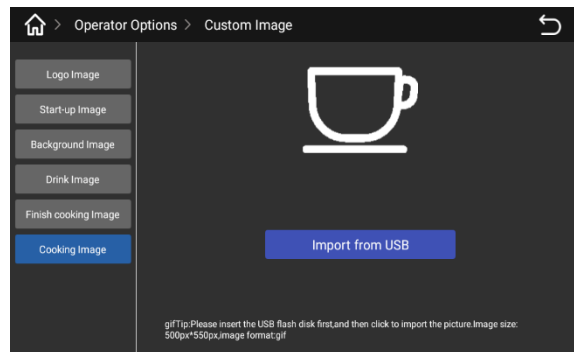 Operator Options > Custom Image
Logo Image
Start-up Image
Background Image
Drink Image
Finish cooking Image
Cooking Image
Import from USB
gifTip:Please insert the USB flash disk first,and then click to import the picture.Image size:
500px*550px,image format:gif